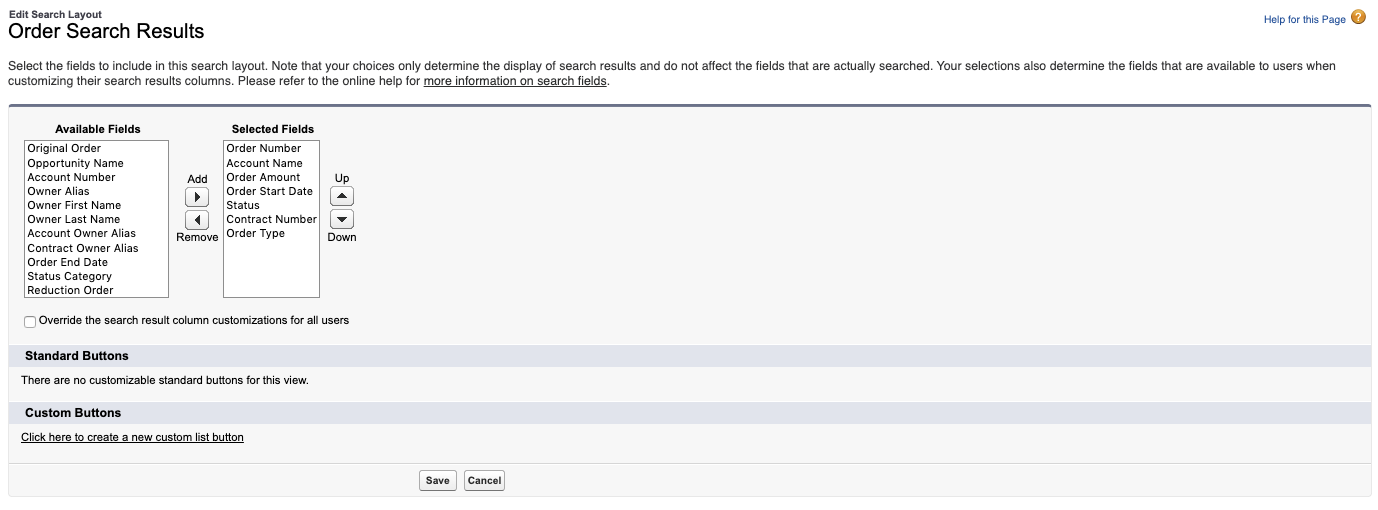 Edit Search Layout
Order Search Results
Help for this Page ?
Select the fields to include in this search layout. Note that your choices only determine the display of search results and do not affect the fields that are actually searched. Your selections also determine the fields that are available to users when
customizing their search results columns. Please refer to the online help for more information on search fields.
Available Fields
Original Order
Opportunity Name
Account Number
Owner Alias
Owner First Name
Owner Last Name
Account Owner Alias
Contract Owner Alias
Order End Date
Status Category
Reduction Order
Add
Remove
Selected Fields
Order Number
Account Name
Order Amount
Order Start Date
Status
Contract Number
Order Type
Up
Down
Override the search result column customizations for all users
Standard Buttons
There are no customizable standard buttons for this view.
Custom Buttons
Click here to create a new custom list button
Save Cancel